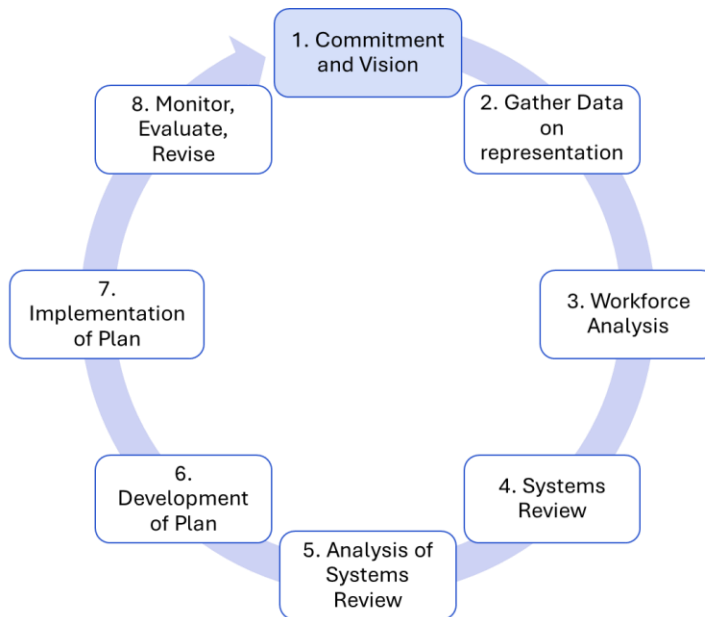 1. Commitment
and Vision
2. Gather Data
on
representation
3. Workforce
Analysis
4. Systems
Review
5. Analysis of
Systems
Review
6.
Development
of Plan
7.
Implementation
of Plan
8. Monitor,
Evaluate,
Revise